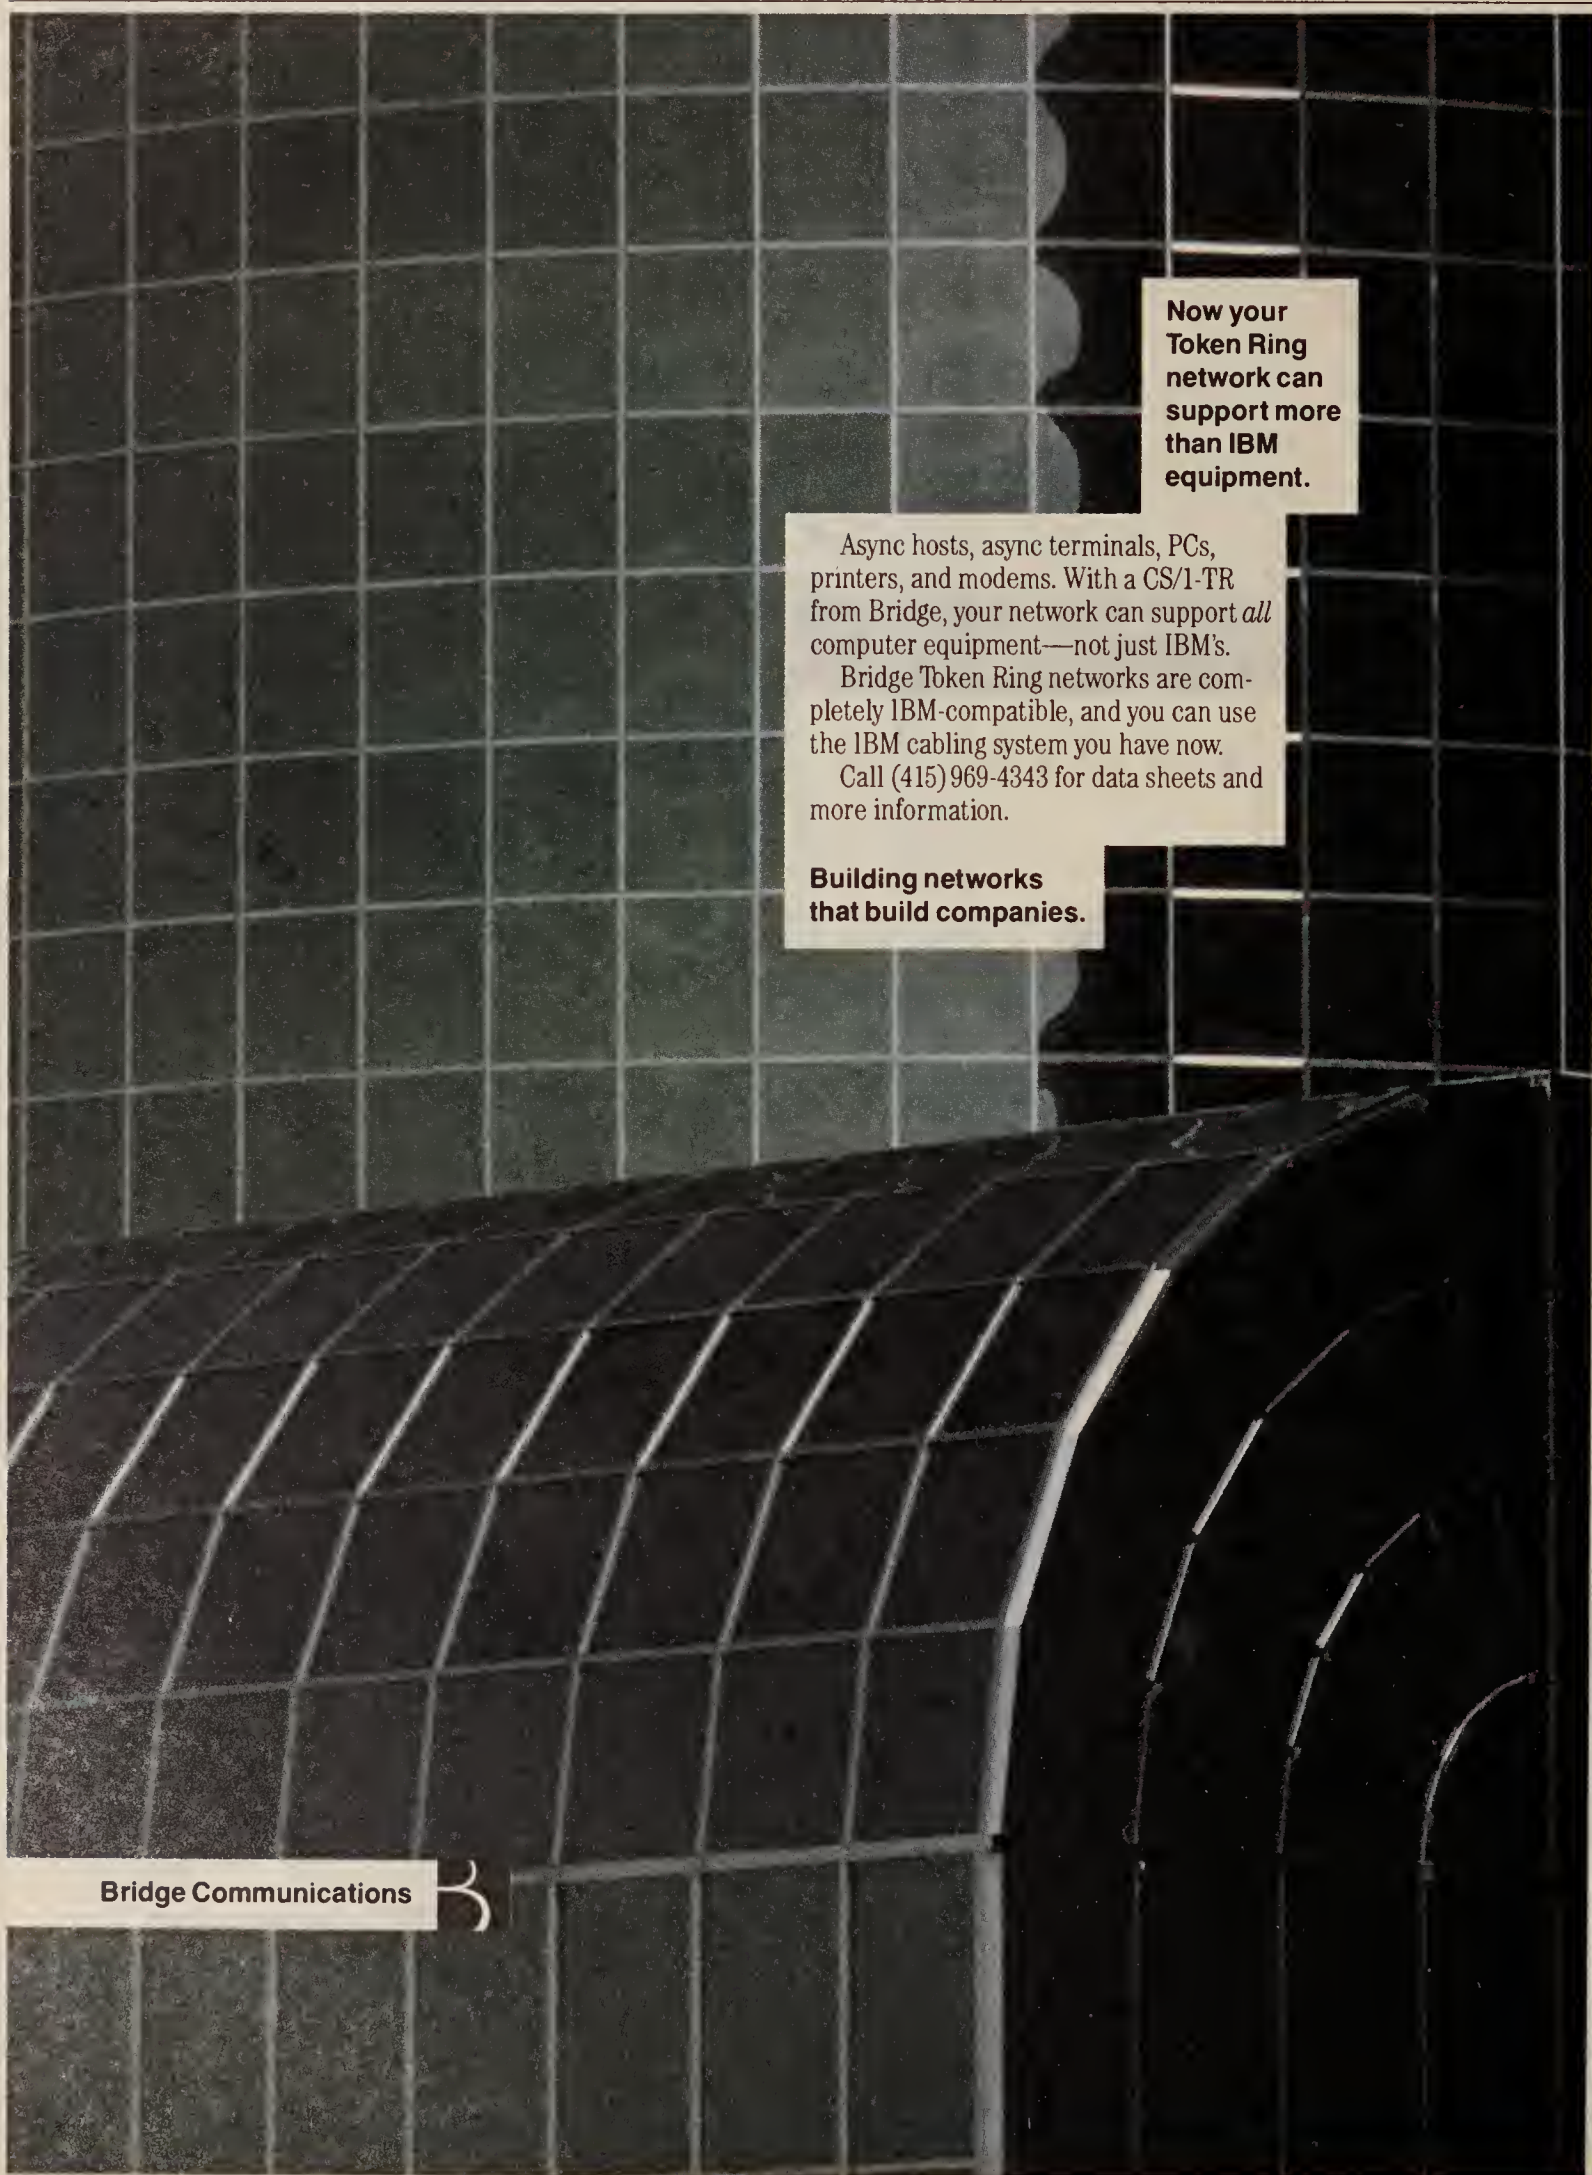 Now your
Token Ring
network can
support more
than IBM
equipment.
Async hosts, async terminals, PCs,
printers, and modems. With a CS/1-TR
from Bridge, your network can support all
computer equipment—not just IBM's.
Bridge Token Ring networks are com-
pletely IBM-compatible, and you can use
the IBM cabling system you have now.
Call (415) 969-4343 for data sheets and
more information.
Building networks
that build companies.
Bridge Communications